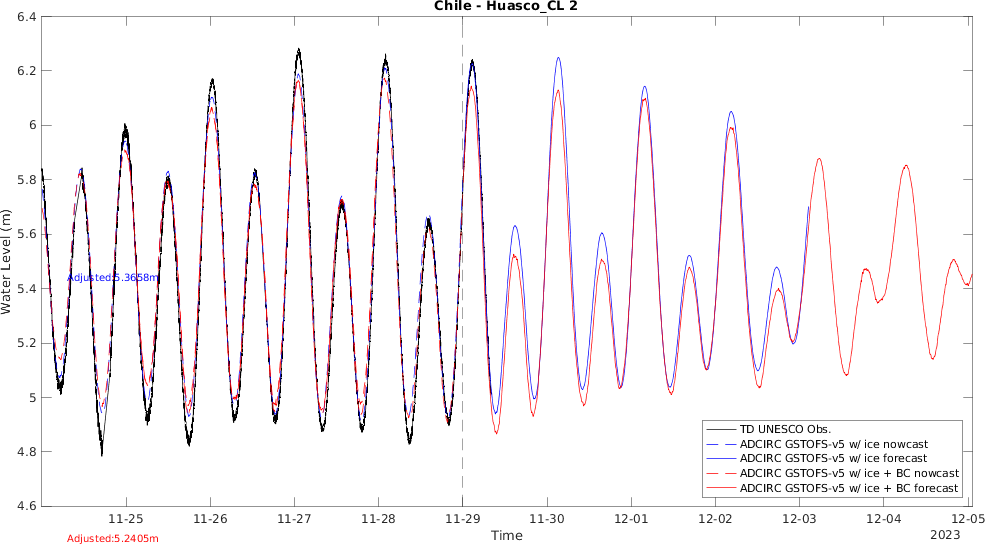 Chile - Huasco_CL 2
6.4
6.2
6
5.8
5.6
5.4
5.2
5
4.8
4.6
Water Level (m)
Adjusted:5.3658m
TD UNESCO Obs.
ADCIRC GSTOFS-v5 w/ ice nowcast
ADCIRC GSTOFS-v5 w/ ice forecast
ADCIRC GSTOFS-v5 w/ ice + BC nowcast
ADCIRC GSTOFS-v5 w/ ice + BC forecast
11-25 11-26 11-27 11-28 11-29 11-30 12-01 12-02 12-03 12-04 12-05
Time
2023
Adjusted:5.2405m